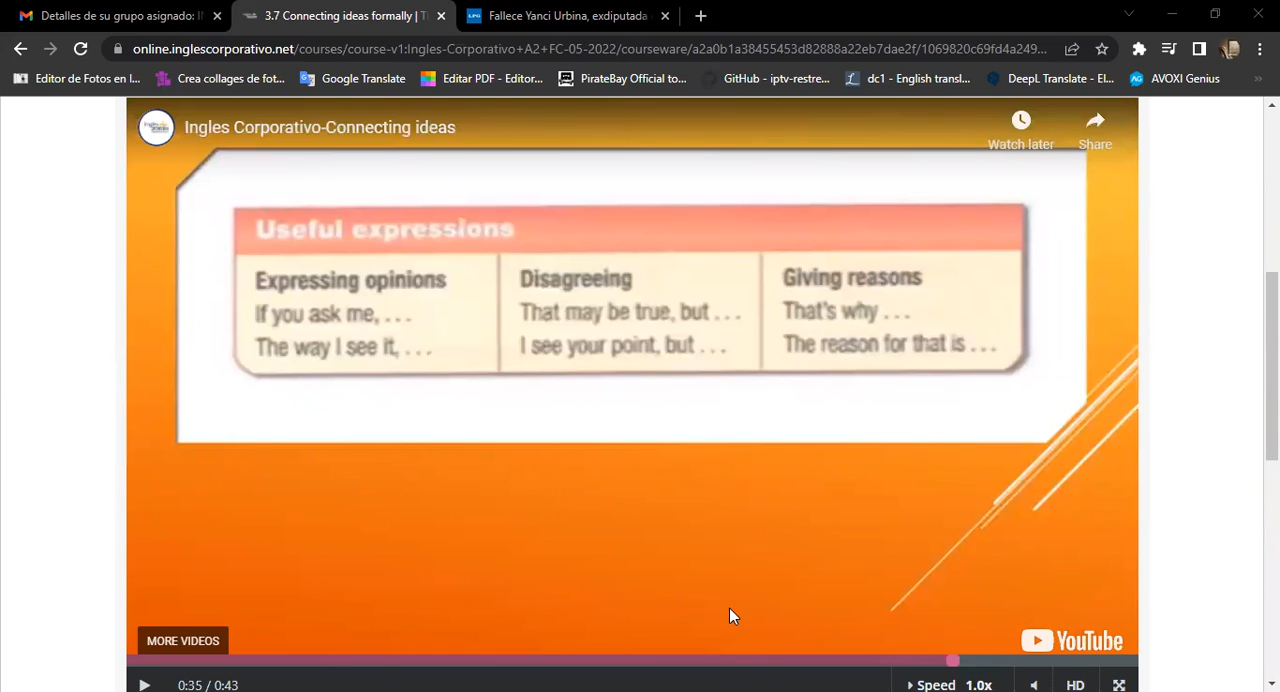 Detalles de su grupo asignado: I
3.7 Connecting ideas formally | T
Fallece Yanci Urbina, exdiputada
online.inglescorporativo.net/courses/course-v1:Ingles-Corporativo+A2+FC-05-2022/courseware/a2a0b1a38455453d82888a22eb7dae2f/1069820c69fd4a249...
Editor de Fotos en l...
Crea collages de fot...
Google Translate
Editar PDF - Editor...
PirateBay Official to...
GitHub - iptv-restre...
dc1 - English transl...
DeepL Translate - El...
AVOXI Genius
Ingles Corporativo-Connecting ideas
Watch later
Share
Useful expressions
Expressing opinions
If you ask me, . . .
The way I see it, . . .
Disagreeing
That may be true, but . . .
I see your point, but . . .
Giving reasons
That's why . . .
The reason for that is . . .
MORE VIDEOS
YouTube
0:35 / 0:43
Speed 1.0x
HD